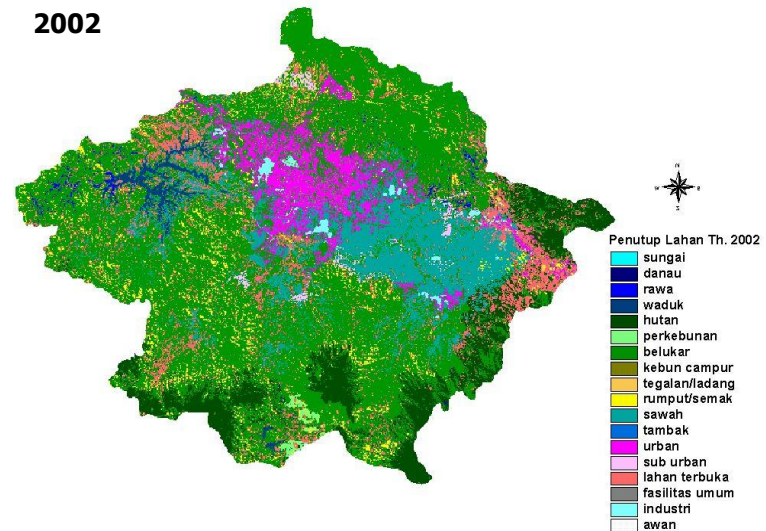 2002
N
S
Penutup Lahan Th. 2002
sungai
danau
rawa
waduk
hutan
perkebunan
belukar
kebun campur
tegalan/ladang
rumput/semak
sawah
tambak
urban
sub urban
lahan terbuka
fasilitas umum
industri
awan